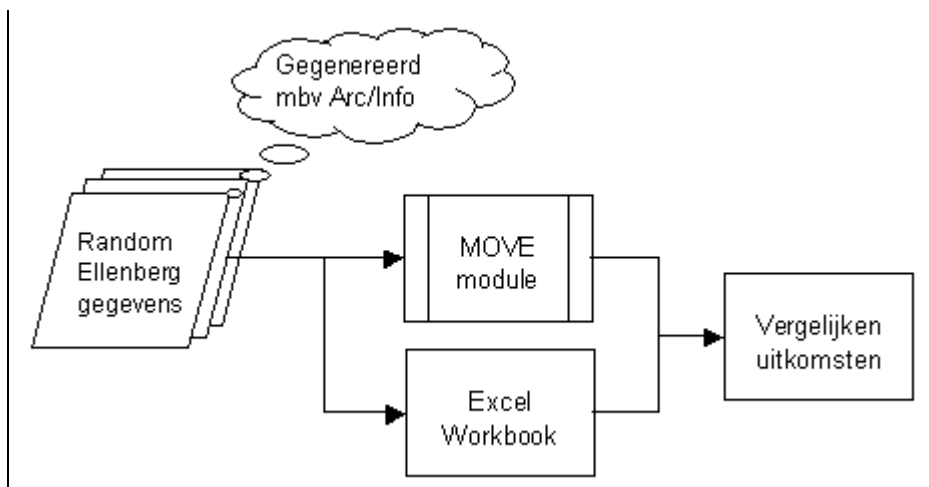 Gegenereerd
mbv Arc/Info
Random
Ellenberg
gegevens
MOVE
module
Excel
Workbook
Vergelijken
uitkomsten